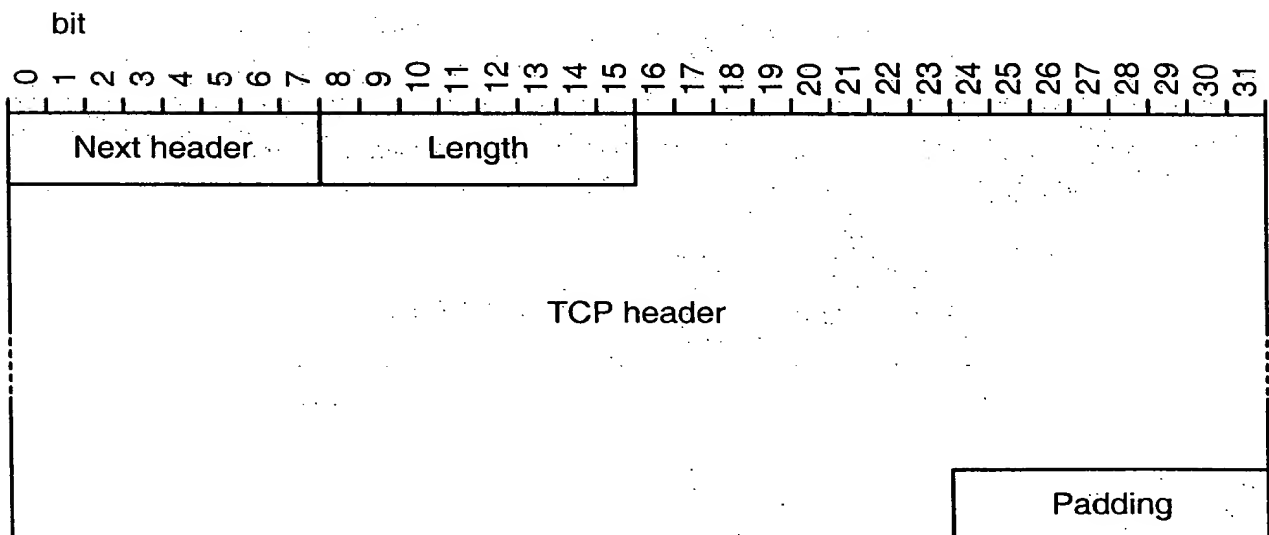 bit
0 1 2 3 4 5 6 7 8 9 10 11 12 13 14 15 16 17 18 19 20 21 22 23 24 25 26 27 28 29 30 31
Next header Length
TCP header
Padding